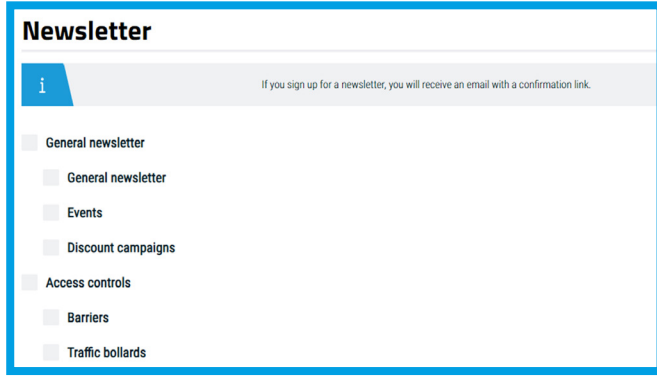 Newsletter
i
If you sign up for a newsletter, you will receive an email with a confirmation link.
General newsletter
General newsletter
Events
Discount campaigns
Access controls
Barriers
Traffic bollards